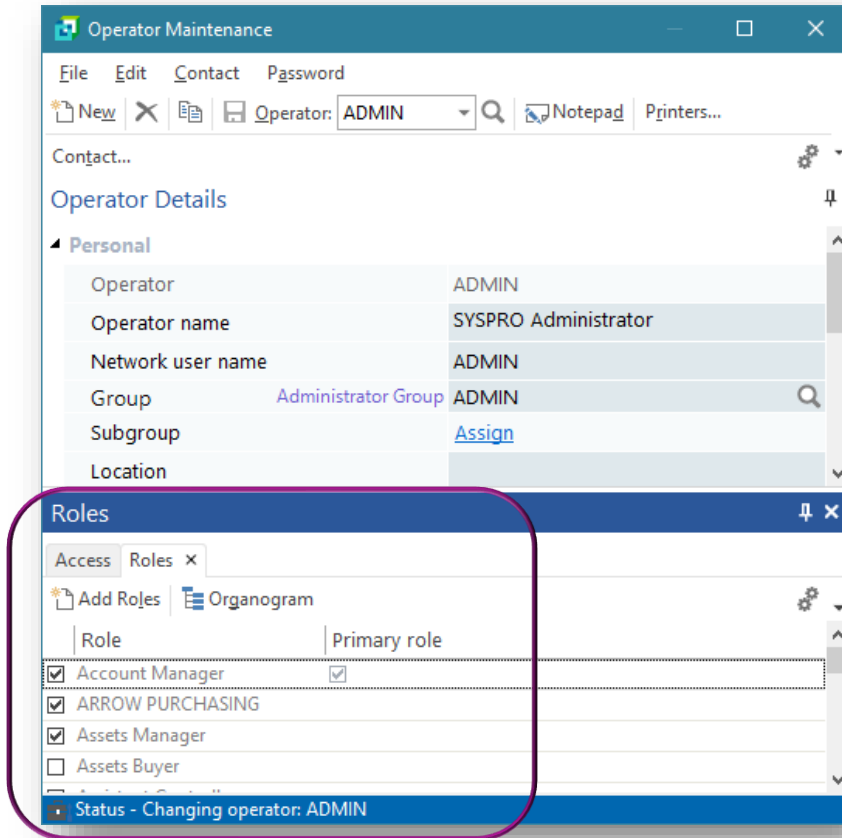 Operator Maintenance
File Edit Contact Password
New Operator: ADMIN Notepad Printers...
Contact...
Operator Details
Personal
Operator ADMIN
Operator name SYSPRO Administrator
Network user name ADMIN
Group Administrator Group ADMIN
Subgroup Assign
Location
Roles
Access Roles
Add Roles Organogram
Role Primary role
Account Manager
ARROW PURCHASING
Assets Manager
Assets Buyer
Status - Changing operator: ADMIN